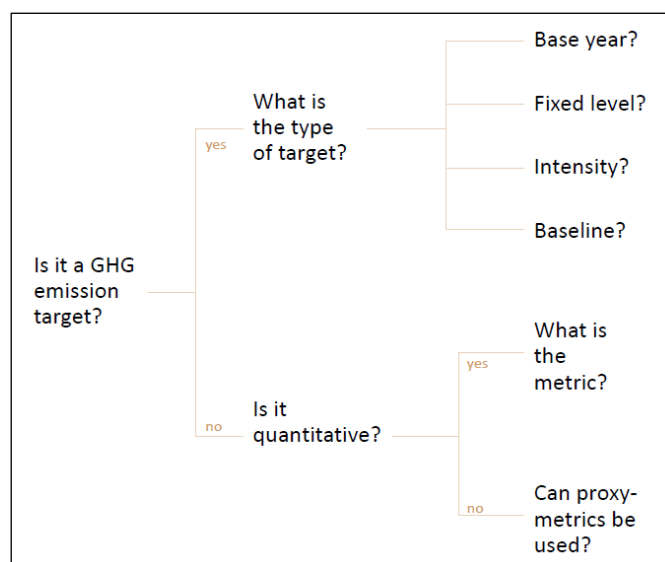 Base year?
What is
the type
of target?
yes
Fixed level?
Intensity?
Baseline?
Is it a GHG
emission
target?
What is
the
metric?
yes
no
Is it
quantitative?
no
Can proxy-
metrics be
used?